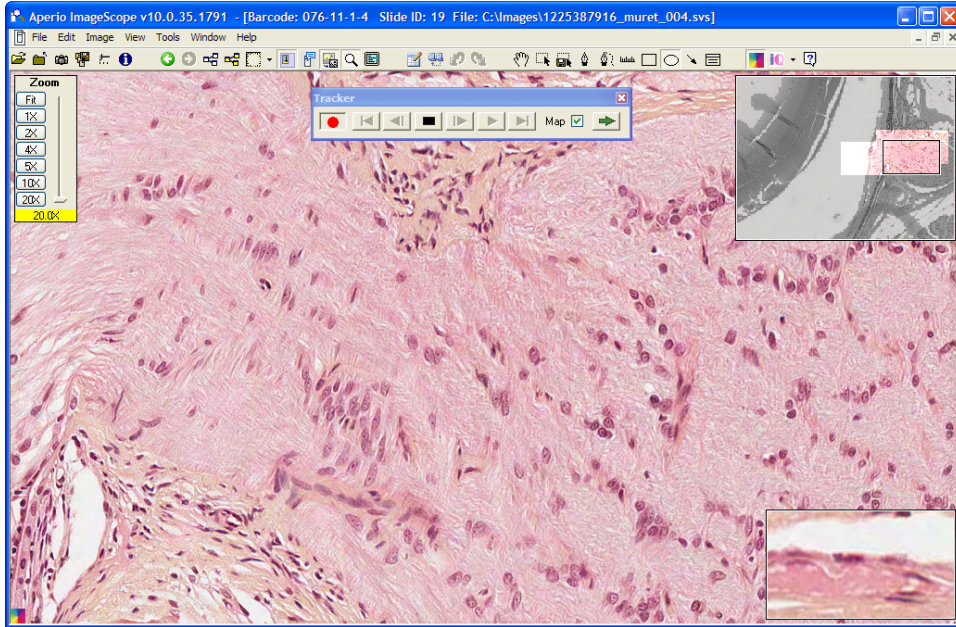 Aperio ImageScope v10.0.35.1791 - [Barcode: 076-11-1-4 Slide ID: 19 File: C:\Images\1225387916_muret_004.svs]
File Edit Image View Tools Window Help
iQ
Zoom
Fit
1X
2X
4X
5X
10X
20X
20.0X
Tracker
Map